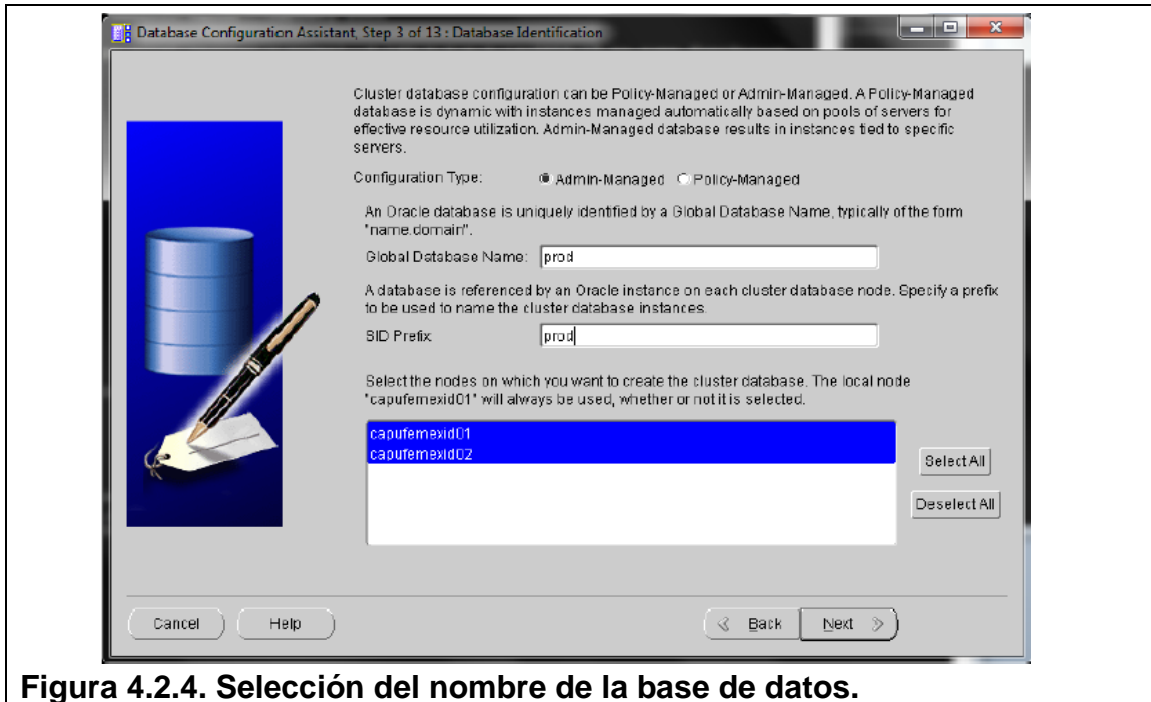 Database Configuration Assistant, Step 3 of 13 : Database Identification
Cluster database configuration can be Policy-Managed or Admin-Managed. A Policy-Managed
database is dynamic with instances managed automatically based on pools of servers for
effective resource utilization. Admin-Managed database results in instances tied to specific
servers.
Configuration Type: Admin-Managed Policy-Managed
An Oracle database is uniquely identified by a Global Database Name, typically of the form
"name.domain".
Global Database Name: prod
A database is referenced by an Oracle instance on each cluster database node. Specify a prefix
to be used to name the cluster database instances.
SID Prefix: prod
Select the nodes on which you want to create the cluster database. The local node
"capufemexid01" will always be used, whether or not it is selected.
capufemexid01
capufemexid02
Select All
Deselect All
Cancel Help Back Next
Figura 4.2.4. Selección del nombre de la base de datos.